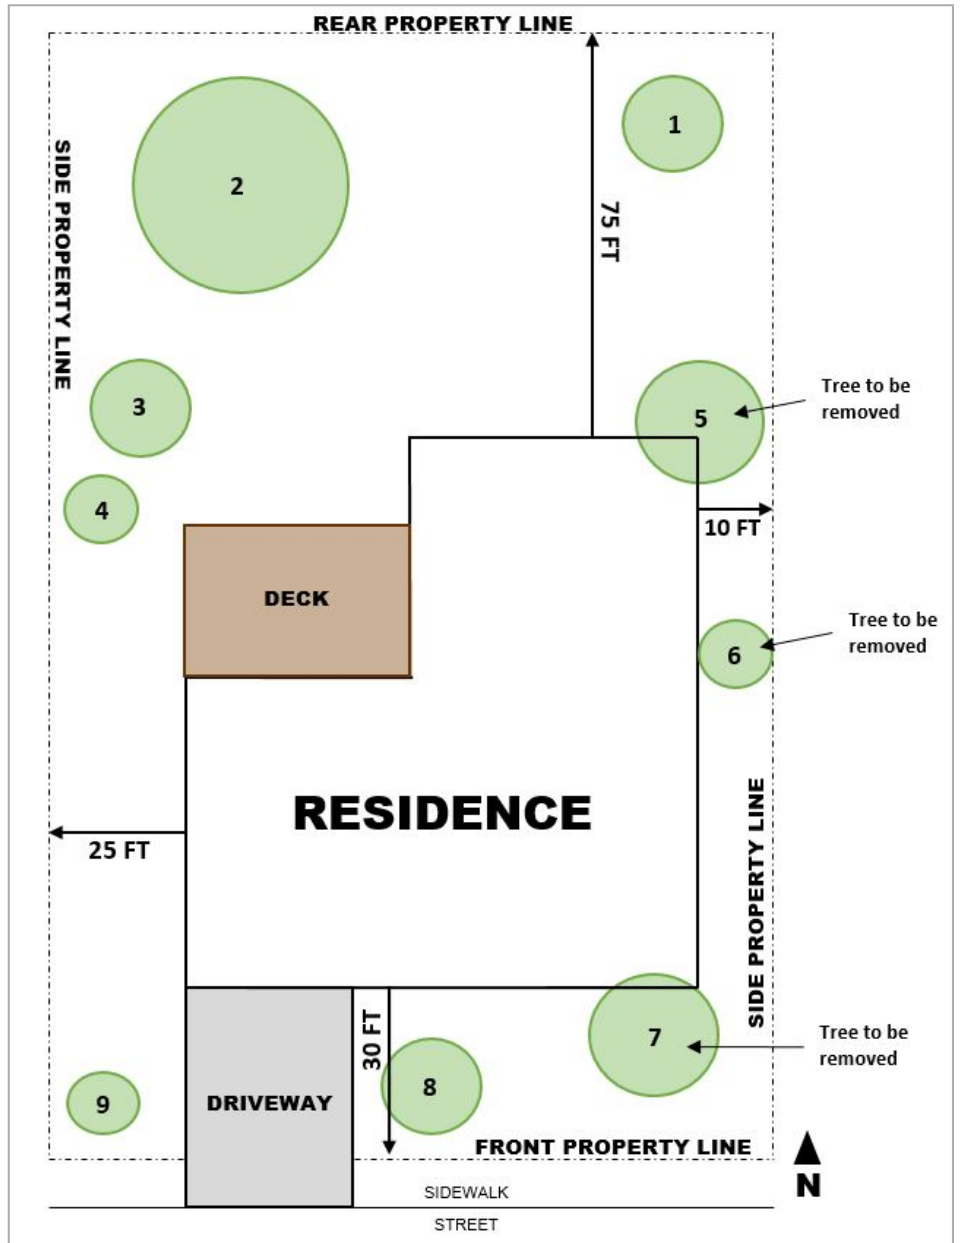 REAR PROPERTY LINE
1
SIDE PROPERTY LINE
2
75 FT
3
5
Tree to be
removed
4
10 FT
DECK
Tree to be
removed
6
RESIDENCE
25 FT
SIDE PROPERTY LINE
30 FT
7
Tree to be
removed
8
9
DRIVEWAY
FRONT PROPERTY LINE
N
SIDEWALK
STREET